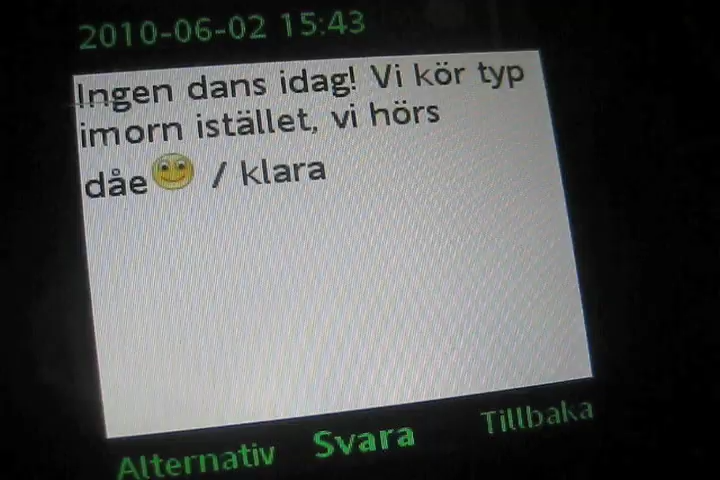 2010-06-02 15:43
Ingen dans idag! Vi kör typ
imorn istället, vi hörs
dåe / klara
Alternativ Svara Tillbaka